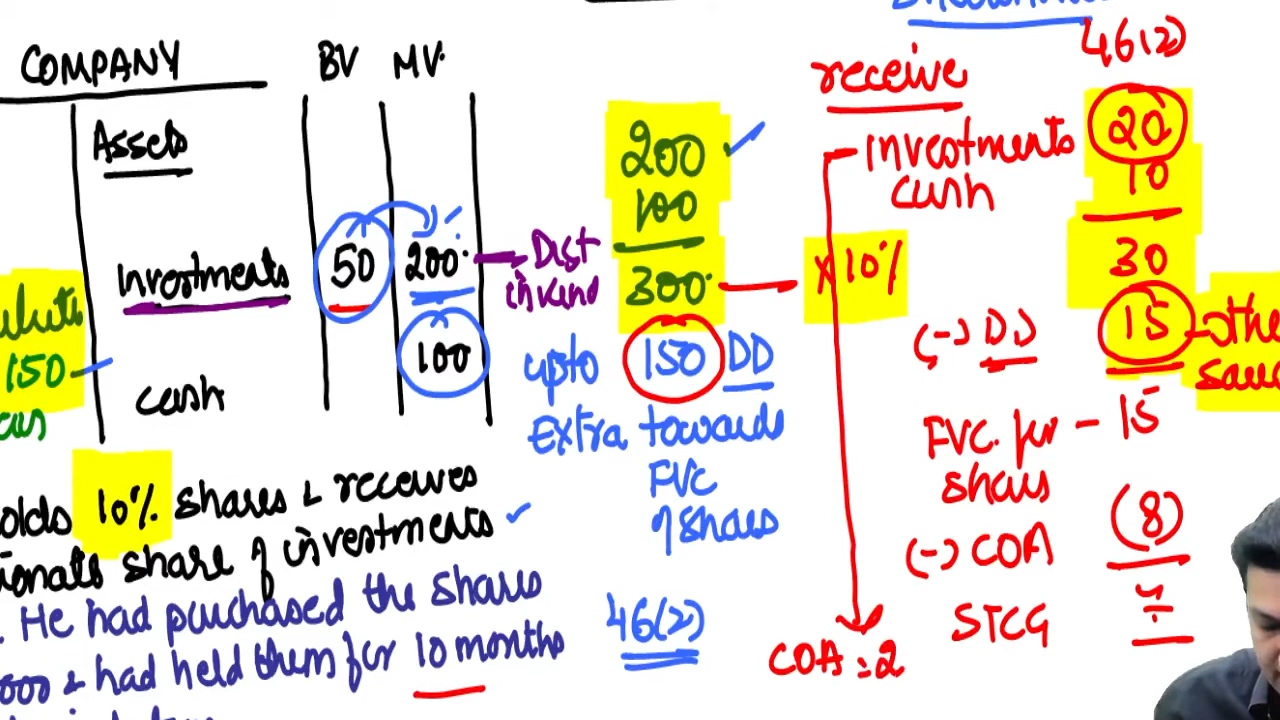 COMPANY BV MV
Assets
Investments 50 200
100
cash
150
200
100
300
Dist
in kind
upto 150 DD
Extra towards
FVC
of shares
46(2)
X 10%
46(2)
receive
investments 20
cash 10
30
(-) DD 15
FVC for - 15
shares
(-) COA (8)
STCG 7
COA = 2
10% shares & receives
share of investments
He had purchased the shares
000 & had held them for 10 months